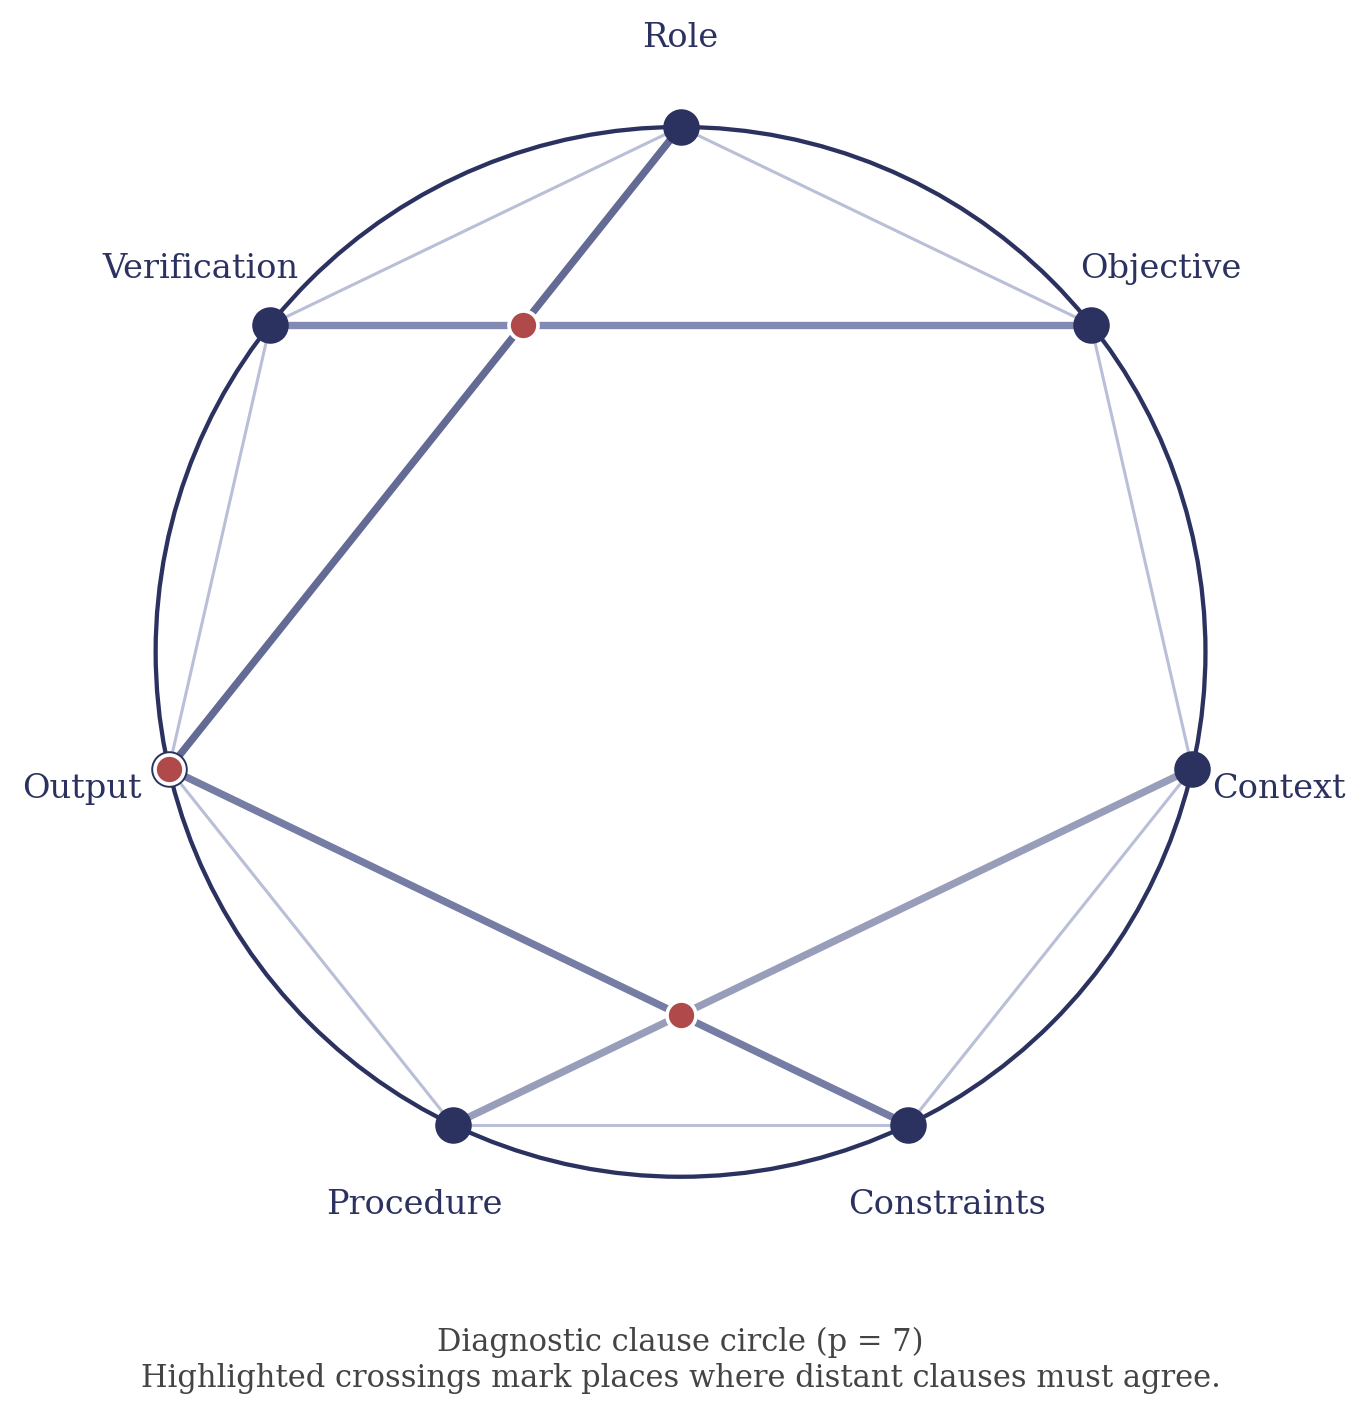 Role
Verification
Objective
Output
Context
Procedure
Constraints
Diagnostic clause circle (p = 7)
Highlighted crossings mark places where distant clauses must agree.